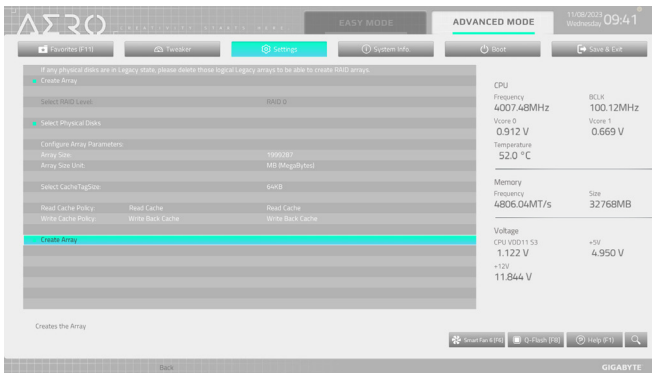 AERO
CREATIVITY CREATE HERO
EASY MODE
ADVANCED MODE
11/08/2023
Wednesday
09:41
Favorites (F11)
Tweaker
Settings
System Info.
Boot
Save & Exit
If any physical disks are in Legacy state, please delete those logical Legacy arrays to be able to create RAID arrays.
Create Array
Select RAID Level: RAID 0
Select Physical Disks
Configure Array Parameters:
Array Size: 1999287
Array Size Unit: MB (MegaBytes)
Select CacheTagSize: 64KB
Read Cache Policy: Read Cache Read Cache
Write Cache Policy: Write Back Cache Write Back Cache
Create Array
CPU
Frequency BCLK
4007.48MHz 100.12MHz
Vcore 0 Vcore 1
0.912 V 0.669 V
Temperature
52.0 °C
Memory
Frequency Size
4806.04MT/s 32768MB
Voltage
CPU VDD11 S3 +5V
1.122 V 4.950 V
+12V
11.844 V
Creates the Array
Smart Fan 6 (F6) Q-Flash (F8) Help (F1)
Back
GIGABYTE